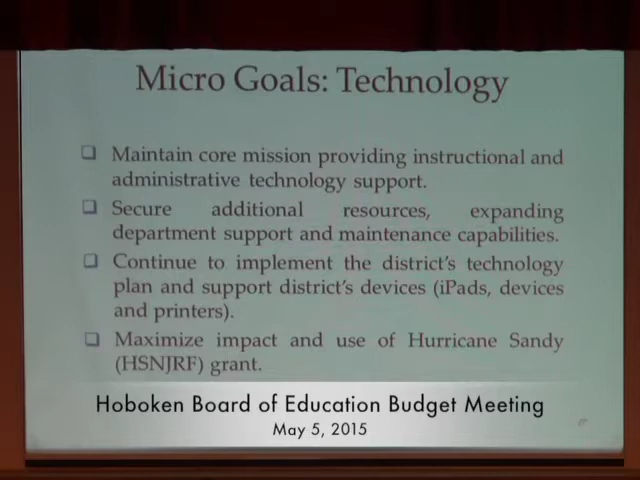 Micro Goals: Technology
Maintain core mission providing instructional and
administrative technology support.
Secure additional resources, expanding
department support and maintenance capabilities.
Continue to implement the district's technology
plan and support district's devices (iPads, devices
and printers).
Maximize impact and use of Hurricane Sandy
(HSNJRF) grant.
Hoboken Board of Education Budget Meeting
May 5, 2015